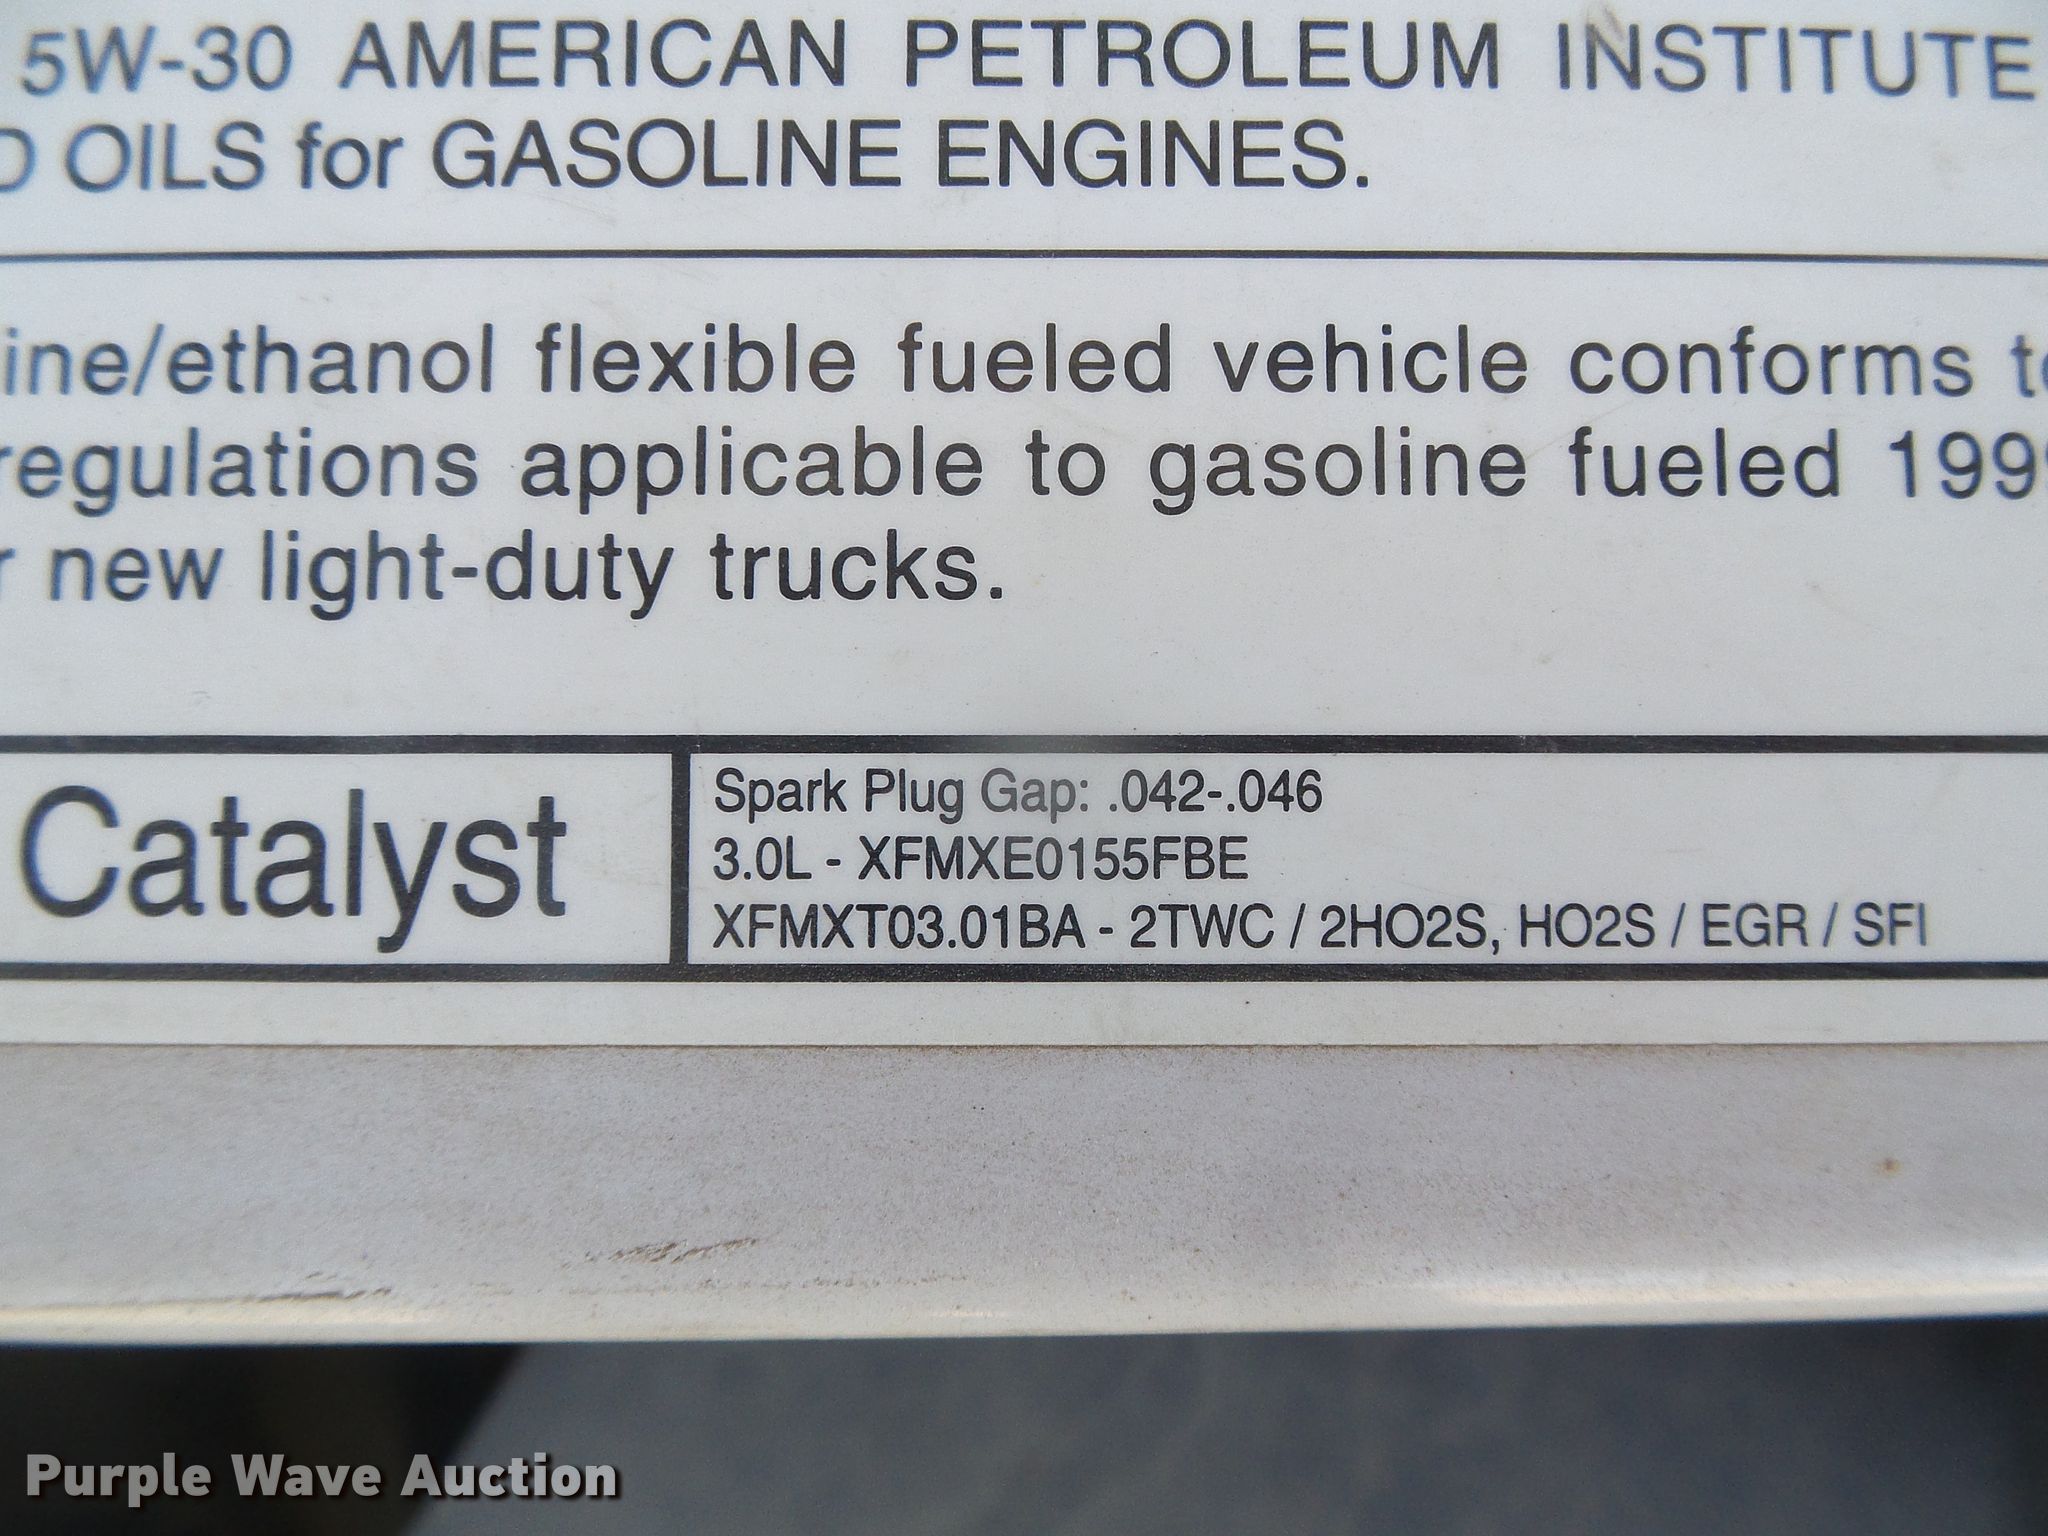 5W-30 AMERICAN PETROLEUM INSTITUTE
OILS for GASOLINE ENGINES.
ine/ethanol flexible fueled vehicle conforms to
regulations applicable to gasoline fueled 1999
new light-duty trucks.
Catalyst
Spark Plug Gap: .042-.046
3.0L - XFMXE0155FBE
XFMXT03.01BA - 2TWC / 2HO2S, HO2S / EGR / SFI
Purple Wave Auction